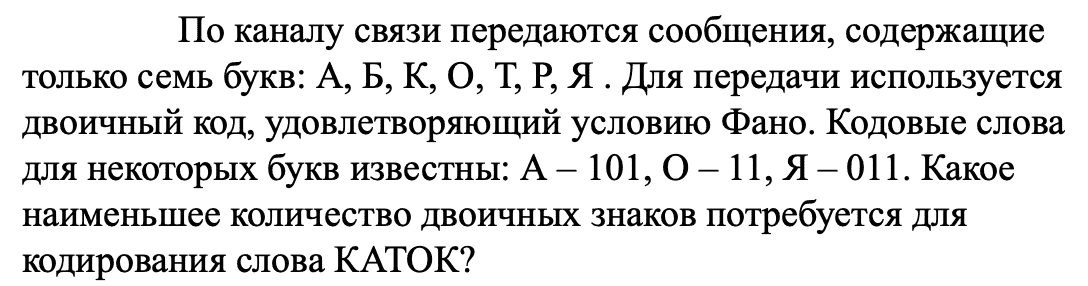 По каналу связи передаются сообщения, содержащие
только семь букв: А, Б, К, О, Т, Р, Я . Для передачи используется
двоичный код, удовлетворяющий условию Фано. Кодовые слова
для некоторых букв известны: А – 101, О – 11, Я – 011. Какое
наименьшее количество двоичных знаков потребуется для
кодирования слова КАТОК?